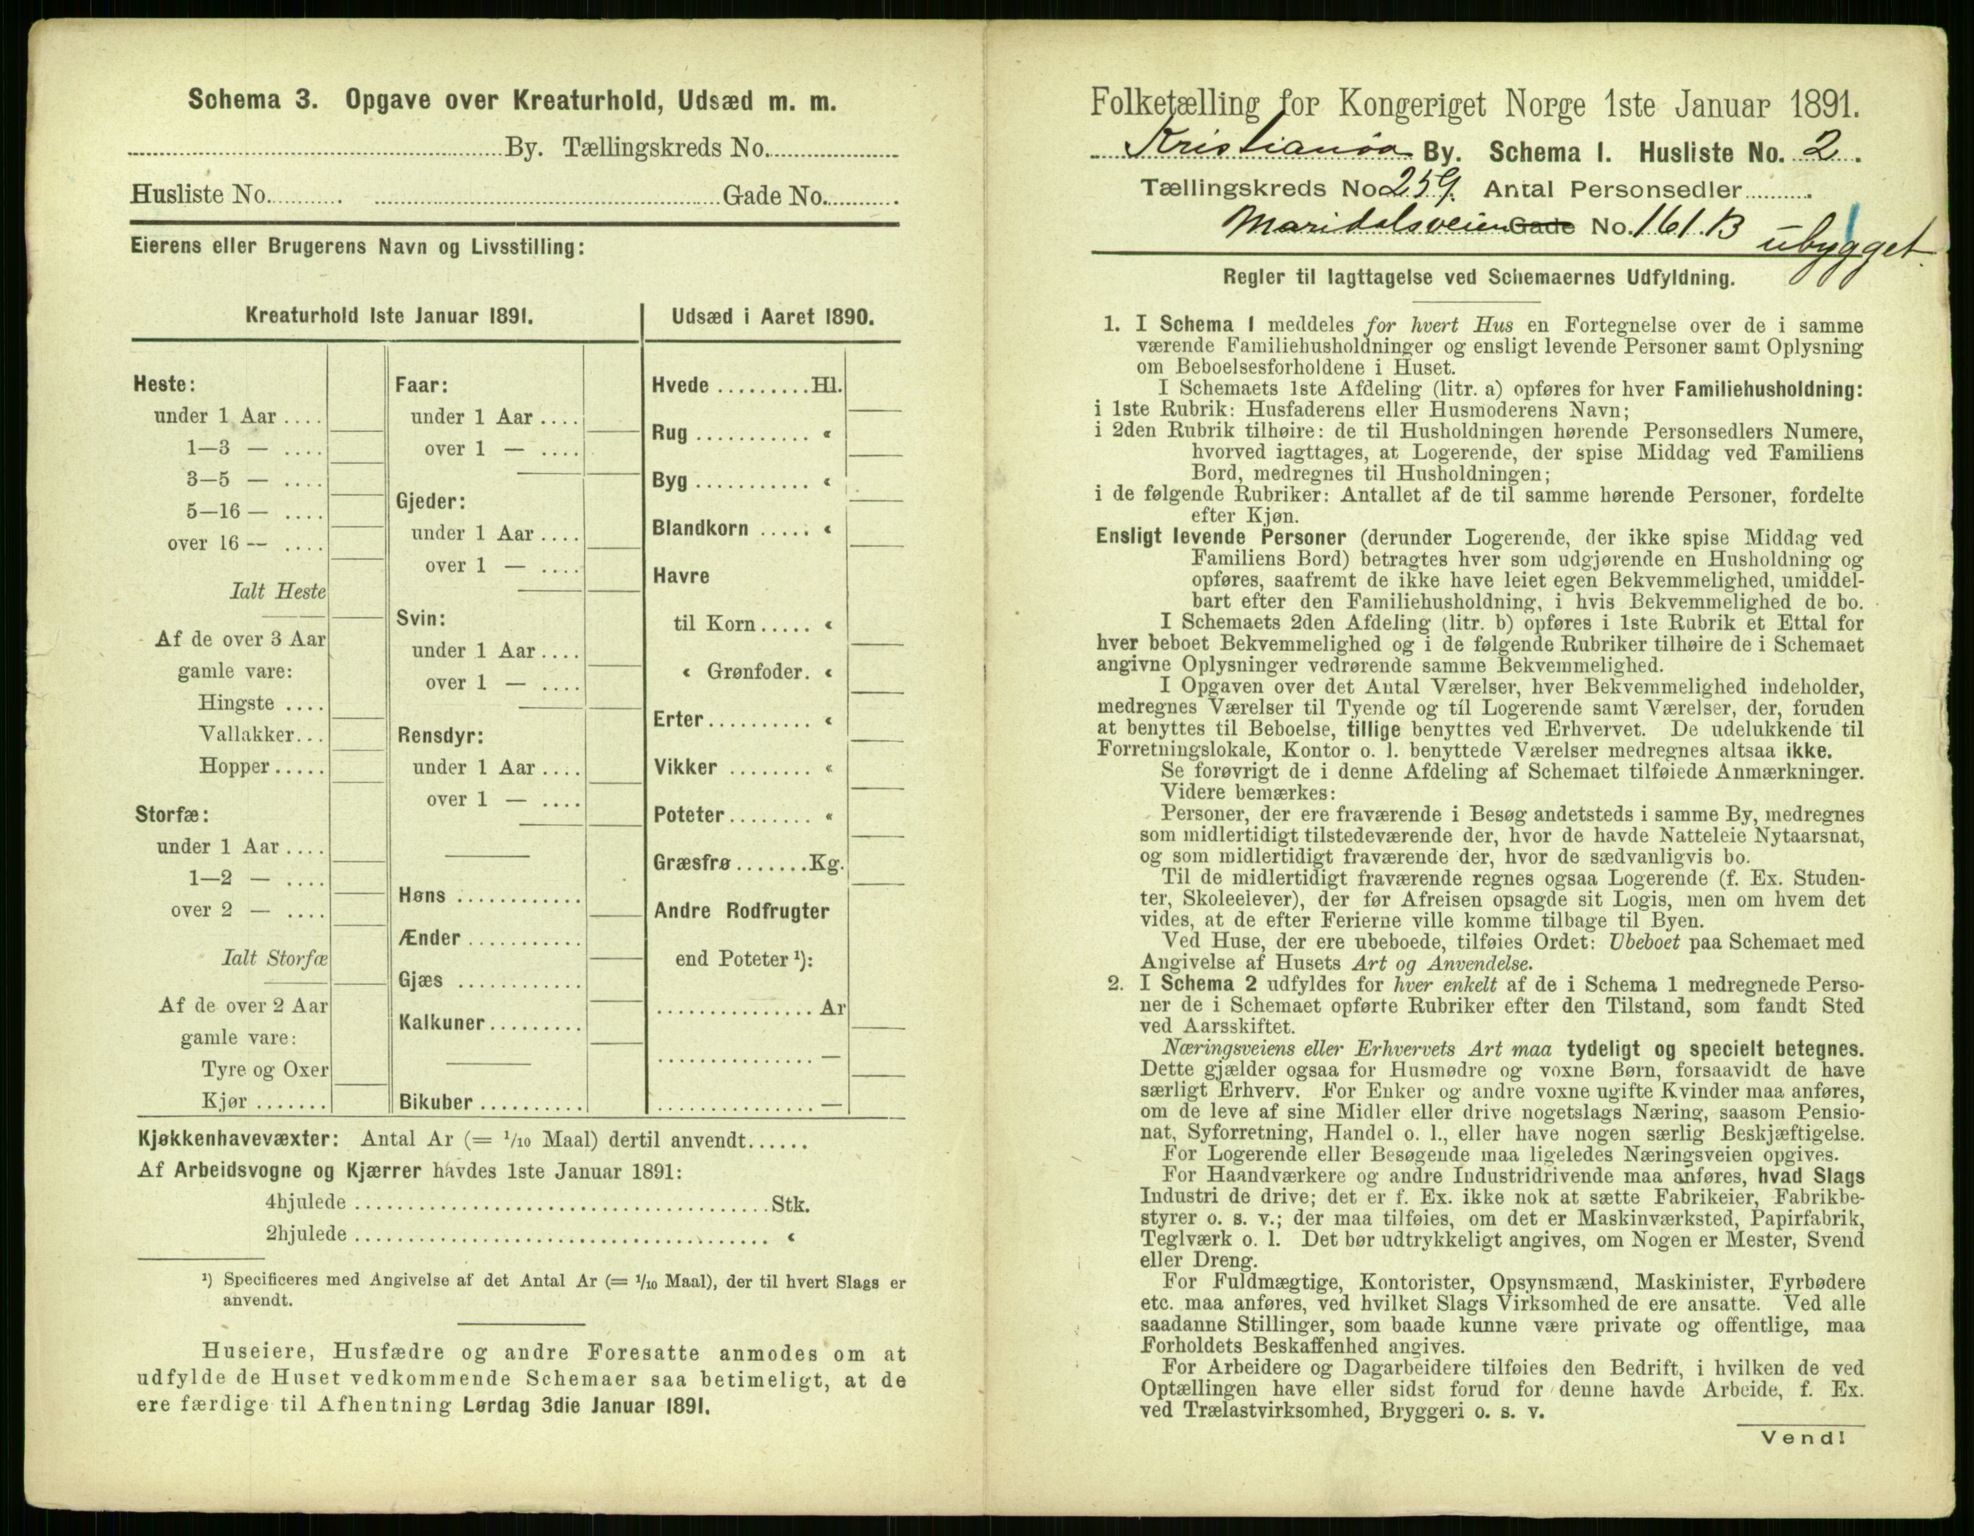 Schema 3. Opgave over Kreaturhold, Udsæd m. m.
By. Tællingskreds No.
Husliste No. Gade No.
Eierens eller Brugerens Navn og Livsstilling:
Kreaturhold 1ste Januar 1891.
Heste:
under 1 Aar ....
1—3 — ....
3—5 — ....
5—16 — ....
over 16 — ....
Ialt Heste
Af de over 3 Aar
gamle vare:
Hingste ....
Vallakker...
Hopper.....
Storfæ:
under 1 Aar ....
1—2 — ....
over 2 — ....
Ialt Storfæ
Af de over 2 Aar
gamle vare:
Tyre og Oxer
Kjør .......
Faar:
under 1 Aar ....
over 1 — ....
Gjeder:
under 1 Aar ....
over 1 — ....
Svin:
under 1 Aar ....
over 1 — ....
Rensdyr:
under 1 Aar ....
over 1 — ....
Høns ............
Ænder ...........
Gjæs ............
Kalkuner.........
Bikuber ..........
Udsæd i Aaret 1890.
Hvede .........Hl.
Rug ........... «
Byg ........... «
Blandkorn ..... «
Havre
til Korn..... «
« Grønfoder. «
Erter.......... «
Vikker ........ «
Poteter........ «
Græsfrø .......Kg.
Andre Rodfrugter
end Poteter ¹):
............... Ar
............... —
............... —
Kjøkkenhavevæxter: Antal Ar (= 1/10 Maal) dertil anvendt......
Af Arbeidsvogne og Kjærrer havdes 1ste Januar 1891:
4hjulede ........................................Stk.
2hjulede ........................................ «
¹) Specificeres med Angivelse af det Antal Ar (= 1/10 Maal), der til hvert Slags er
anvendt.
Huseiere, Husfædre og andre Foresatte anmodes om at
udfylde de Huset vedkommende Schemaer saa betimeligt, at de
ere færdige til Afhentning Lørdag 3die Januar 1891.
Folketælling for Kongeriget Norge 1ste Januar 1891.
Kristiania By. Schema 1. Husliste No. 2.
Tællingskreds No. 259. Antal Personsedler
Maridalsveien Gade No. 161.B ubygget.
Regler til Iagttagelse ved Schemaernes Udfyldning.
1. I Schema 1 meddeles for hvert Hus en Fortegnelse over de i samme
værende Familiehusholdninger og ensligt levende Personer samt Oplysning
om Beboelsesforholdene i Huset.
I Schemaets 1ste Afdeling (litr. a) opføres for hver Familiehusholdning:
i 1ste Rubrik: Husfaderens eller Husmoderens Navn;
i 2den Rubrik tilhøire: de til Husholdningen hørende Personsedlers Numere,
hvorved iagttages, at Logerende, der spise Middag ved Familiens
Bord, medregnes til Husholdningen;
i de følgende Rubriker: Antallet af de til samme hørende Personer, fordelte
efter Kjøn.
Ensligt levende Personer (derunder Logerende, der ikke spise Middag ved
Familiens Bord) betragtes hver som udgjørende en Husholdning og
opføres, saafremt de ikke have leiet egen Bekvemmelighed, umiddel-
bart efter den Familiehusholdning, i hvis Bekvemmelighed de bo.
I Schemaets 2den Afdeling (litr. b) opføres i 1ste Rubrik et Ettal for
hver beboet Bekvemmelighed og i de følgende Rubriker tilhøire de i Schemaet
angivne Oplysninger vedrørende samme Bekvemmelighed.
I Opgaven over det Antal Værelser, hver Bekvemmelighed indeholder,
medregnes Værelser til Tyende og til Logerende samt Værelser, der, foruden
at benyttes til Beboelse, tillige benyttes ved Erhvervet. De udelukkende til
Forretningslokale, Kontor o. l. benyttede Værelser medregnes altsaa ikke.
Se forøvrigt de i denne Afdeling af Schemaet tilføiede Anmærkninger.
Videre bemærkes:
Personer, der ere fraværende i Besøg andetsteds i samme By, medregnes
som midlertidigt tilstedeværende der, hvor de havde Natteleie Nytaarsnat,
og som midlertidigt fraværende der, hvor de sædvanligvis bo.
Til de midlertidigt fraværende regnes ogsaa Logerende (f. Ex. Studen-
ter, Skoleelever), der før Afreisen opsagde sit Logis, men om hvem det
vides, at de efter Ferierne ville komme tilbage til Byen.
Ved Huse, der ere ubeboede, tilføies Ordet: Ubeboet paa Schemaet med
Angivelse af Husets Art og Anvendelse.
2. I Schema 2 udfyldes for hver enkelt af de i Schema 1 medregnede Perso-
ner de i Schemaet opførte Rubriker efter den Tilstand, som fandt Sted
ved Aarsskiftet.
Næringsveiens eller Erhvervets Art maa tydeligt og specielt betegnes.
Dette gjælder ogsaa for Husmødre og voxne Børn, forsaavidt de have
særligt Erhverv. For Enker og andre voxne ugifte Kvinder maa anføres,
om de leve af sine Midler eller drive nogetslags Næring, saasom Pensio-
nat, Syforretning, Handel o. l., eller have nogen særlig Beskjæftigelse.
For Logerende eller Besøgende maa ligeledes Næringsveien opgives.
For Haandværkere og andre Industridrivende maa anføres, hvad Slags
Industri de drive; det er f. Ex. ikke nok at sætte Fabrikeier, Fabrikbe-
styrer o. s. v.; der maa tilføies, om det er Maskinværksted, Papirfabrik,
Teglværk o. l. Det bør udtrykkeligt angives, om Nogen er Mester, Svend
eller Dreng.
For Fuldmægtige, Kontorister, Opsynsmænd, Maskinister, Fyrbødere
etc. maa anføres, ved hvilket Slags Virksomhed de ere ansatte. Ved alle
saadanne Stillinger, som baade kunne være private og offentlige, maa
Forholdets Beskaffenhed angives.
For Arbeidere og Dagarbeidere tilføies den Bedrift, i hvilken de ved
Optællingen have eller sidst forud for denne havde Arbeide, f. Ex.
ved Trælastvirksomhed, Bryggeri o. s. v.
Vend!